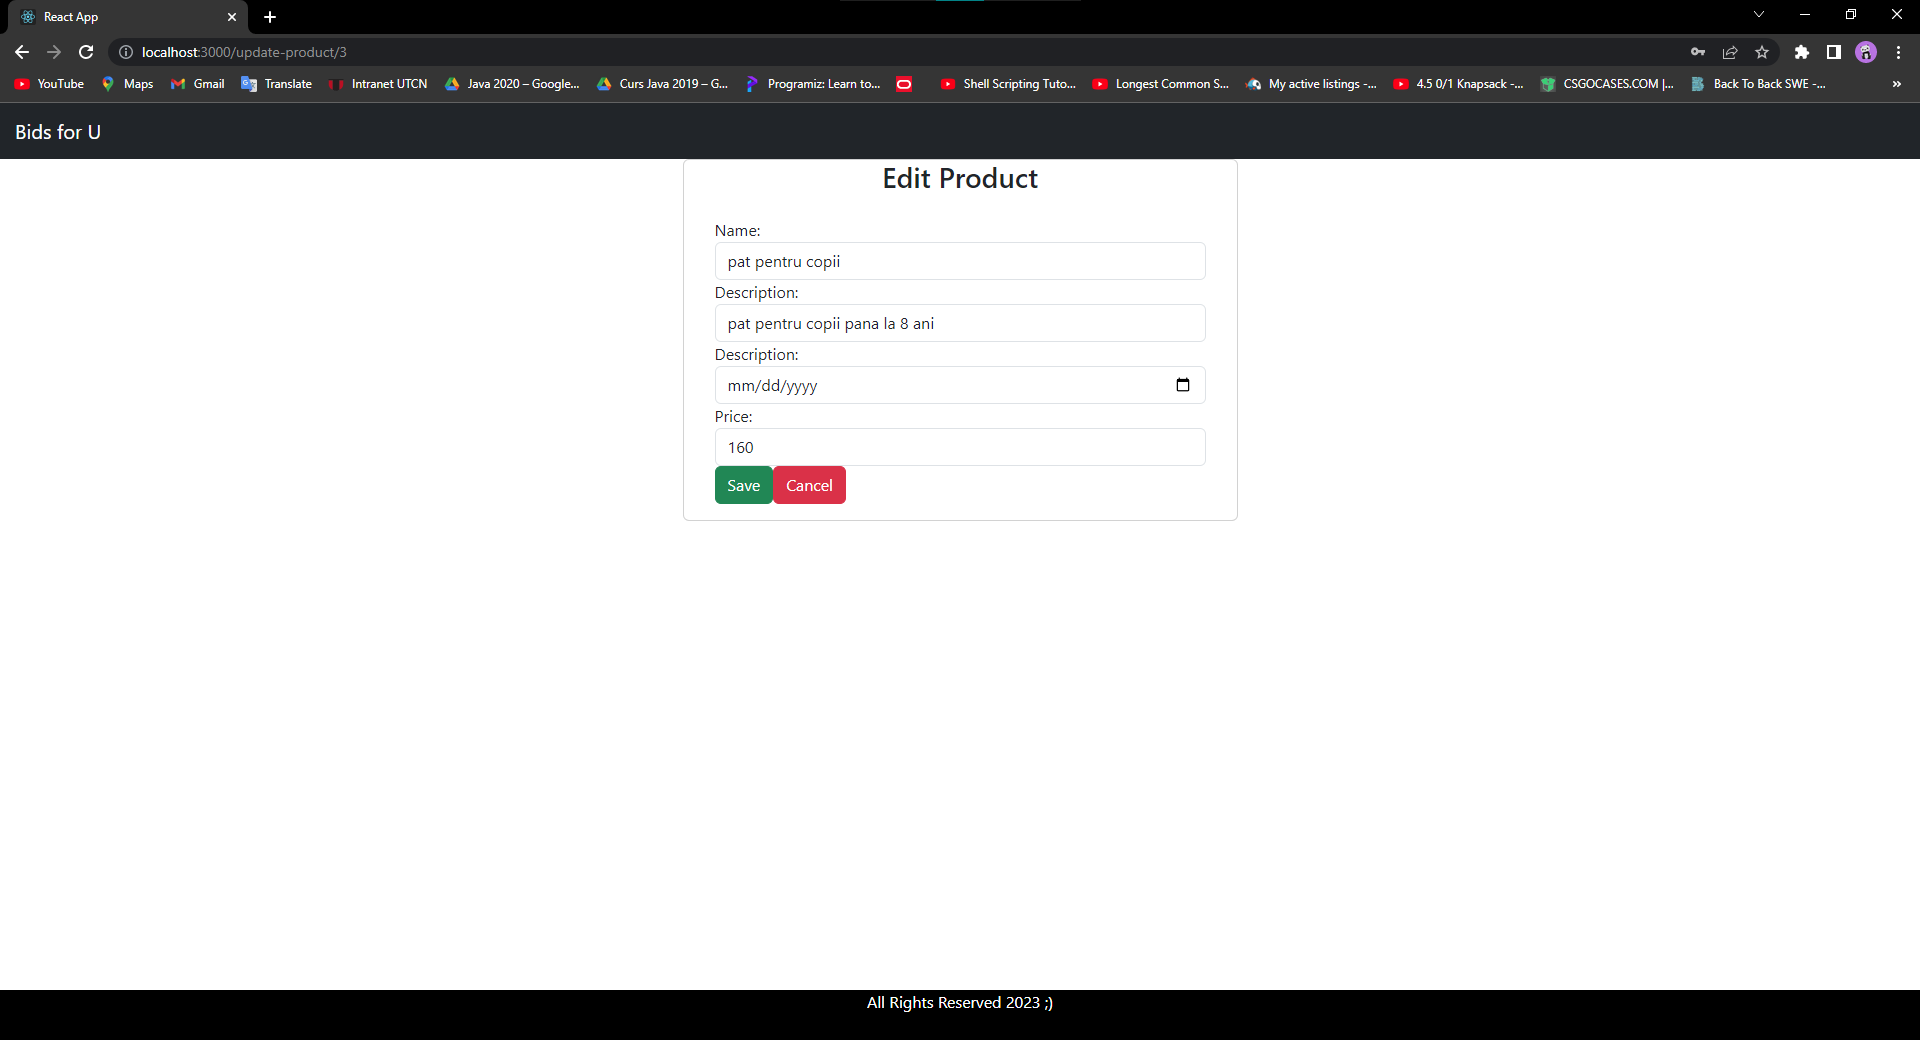 React App
localhost:3000/update-product/3
YouTube Maps Gmail Translate Intranet UTCN Java 2020 – Google... Curs Java 2019 – G... Programiz: Learn to... Shell Scripting Tuto... Longest Common S... My active listings -... 4.5 0/1 Knapsack -... CSGOCASES.COM |... Back To Back SWE -... »
Bids for U
Edit Product
Name:
pat pentru copii
Description:
pat pentru copii pana la 8 ani
Description:
mm/dd/yyyy
Price:
160
Save Cancel
All Rights Reserved 2023 ;)